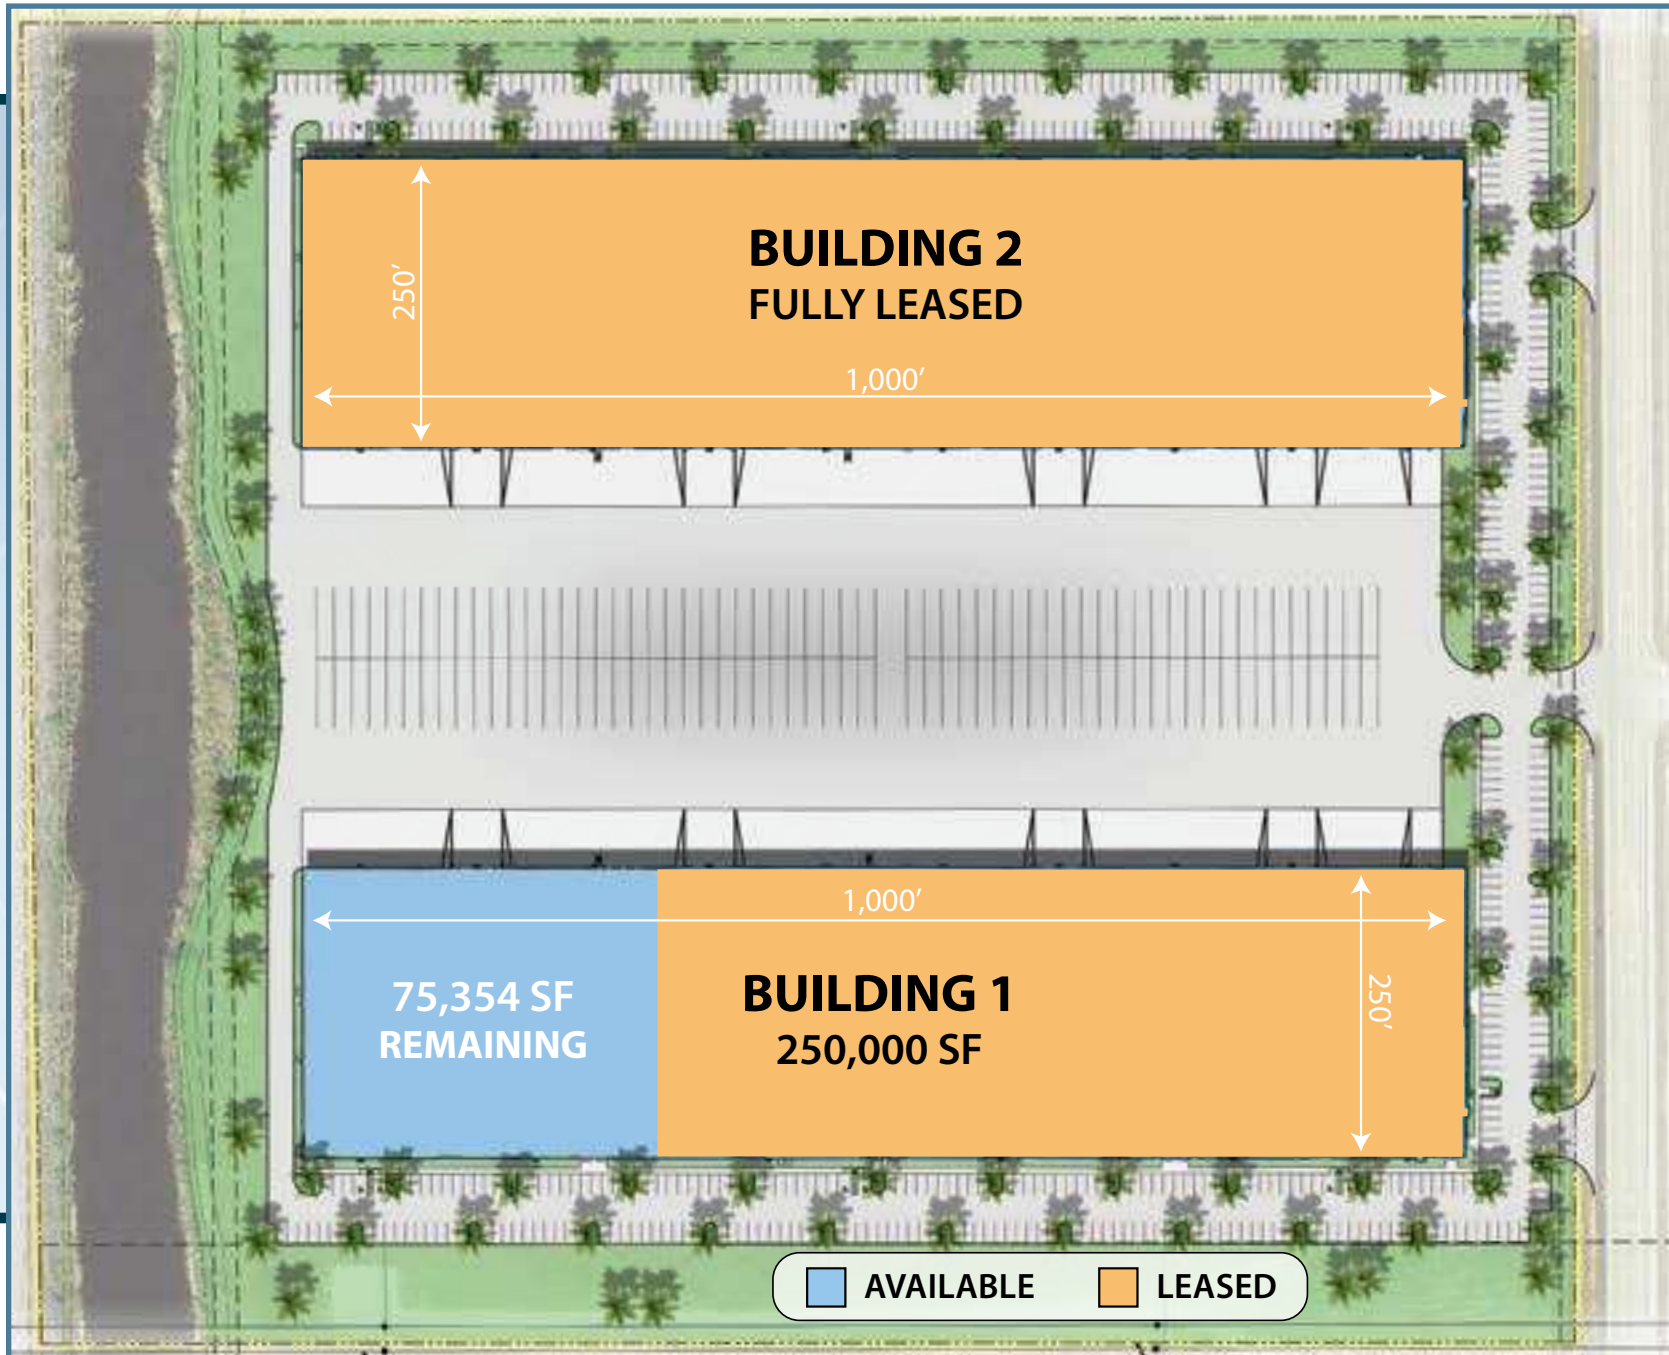 BUILDING 2
FULLY LEASED
250’
1,000’
1,000’
75,354 SF
REMAINING
BUILDING 1
250,000 SF
250’
AVAILABLE
LEASED